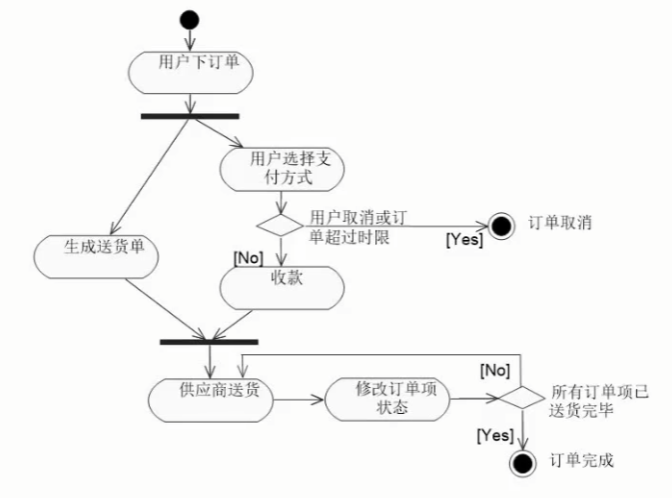 用户下订单
用户选择支
付方式
用户取消或订
单超过时限
[Yes]
订单取消
生成送货单
[No]
收款
供应商送货
修改订单项
状态
[No]
所有订单项已
送货完毕
[Yes]
订单完成